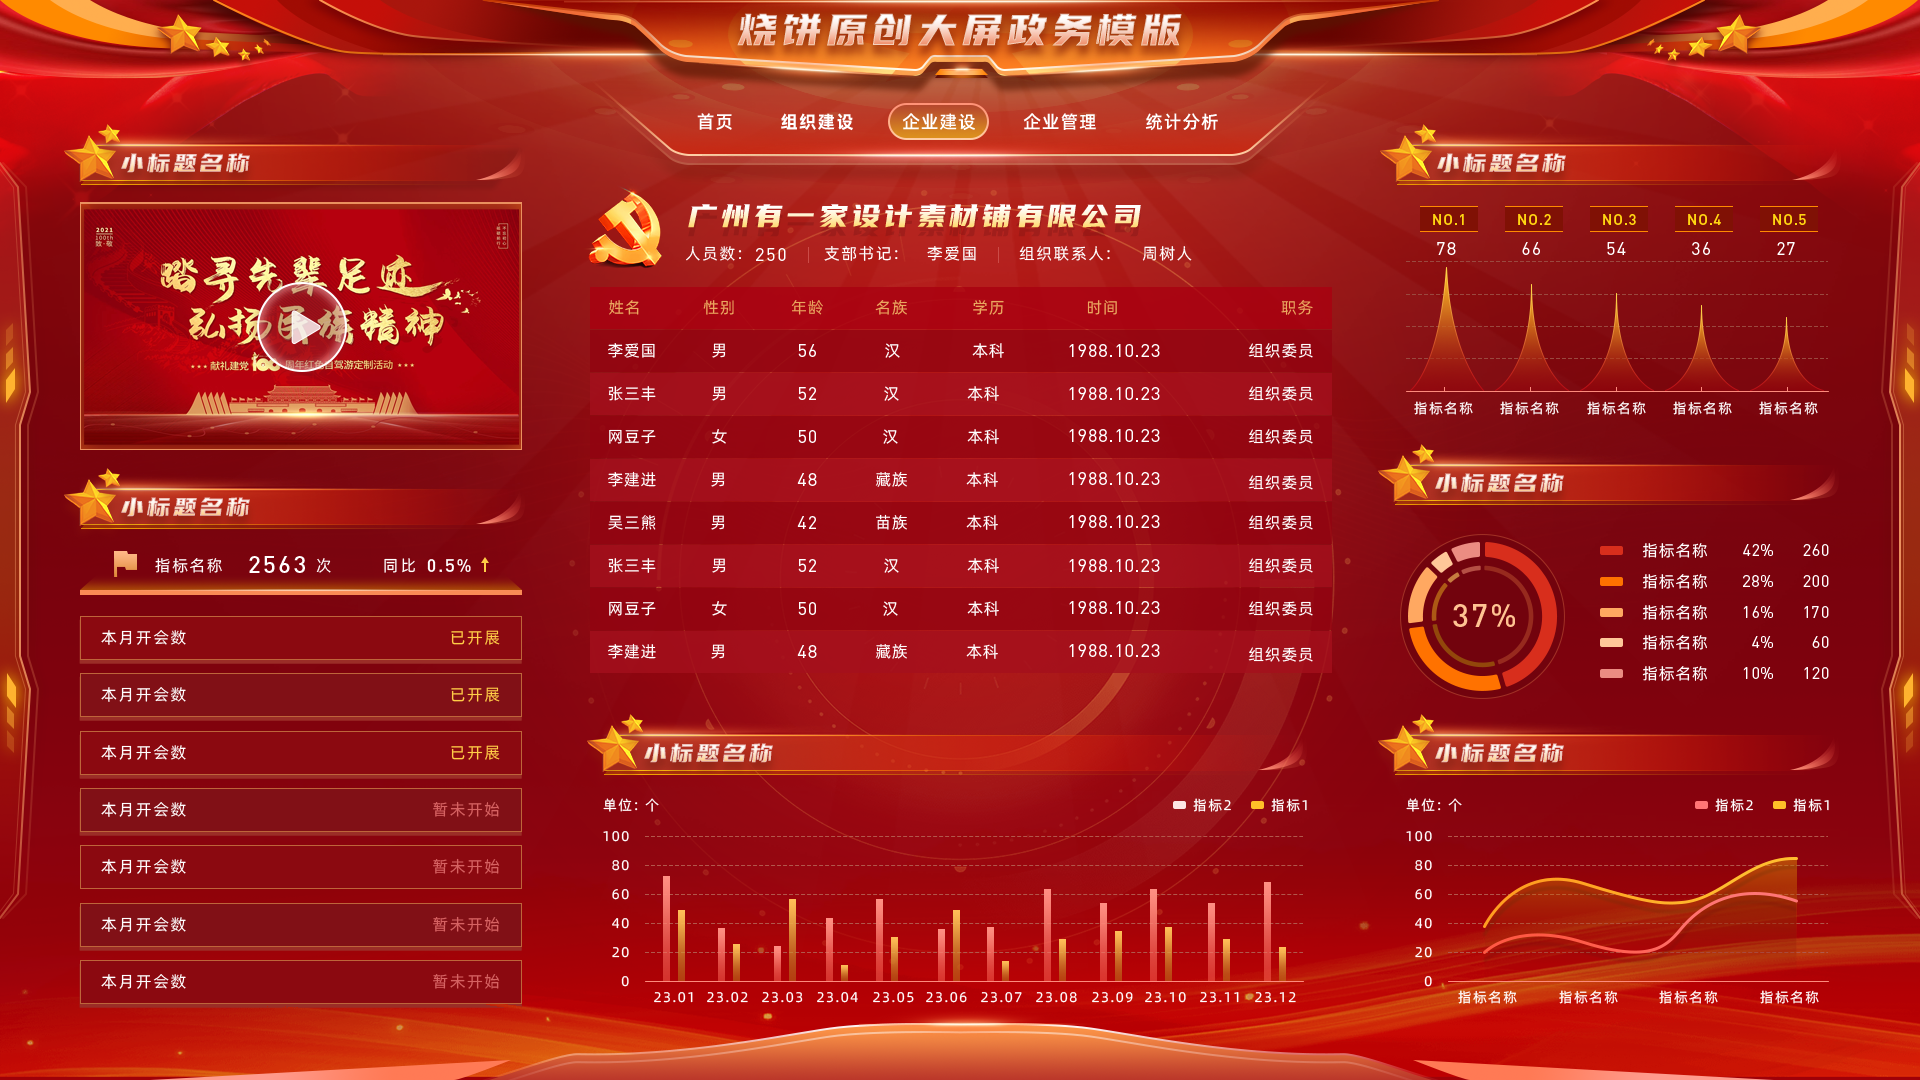 烧饼原创大屏政务模版
首页 组织建设 企业建设 企业管理 统计分析
小标题名称
2021
100th
致·敬
踏寻先辈足迹
弘扬民族精神
献礼建党100周年红色自驾游定制活动
小标题名称
指标名称 2563 次 同比 0.5%
本月开会数 已开展
本月开会数 已开展
本月开会数 已开展
本月开会数 暂未开始
本月开会数 暂未开始
本月开会数 暂未开始
本月开会数 暂未开始
广州有一家设计素材铺有限公司
人员数: 250 支部书记: 李爱国 组织联系人: 周树人
姓名 性别 年龄 名族 学历 时间 职务
李爱国 男 56 汉 本科 1988.10.23 组织委员
张三丰 男 52 汉 本科 1988.10.23 组织委员
网豆子 女 50 汉 本科 1988.10.23 组织委员
李建进 男 48 藏族 本科 1988.10.23 组织委员
吴三熊 男 42 苗族 本科 1988.10.23 组织委员
张三丰 男 52 汉 本科 1988.10.23 组织委员
网豆子 女 50 汉 本科 1988.10.23 组织委员
李建进 男 48 藏族 本科 1988.10.23 组织委员
小标题名称
单位: 个 指标2 指标1
100
80
60
40
20
0
23.01 23.02 23.03 23.04 23.05 23.06 23.07 23.08 23.09 23.10 23.11 23.12
小标题名称
NO.1 NO.2 NO.3 NO.4 NO.5
78 66 54 36 27
指标名称 指标名称 指标名称 指标名称 指标名称
小标题名称
37%
指标名称 42% 260
指标名称 28% 200
指标名称 16% 170
指标名称 4% 60
指标名称 10% 120
小标题名称
单位: 个 指标2 指标1
100
80
60
40
20
0
指标名称 指标名称 指标名称 指标名称